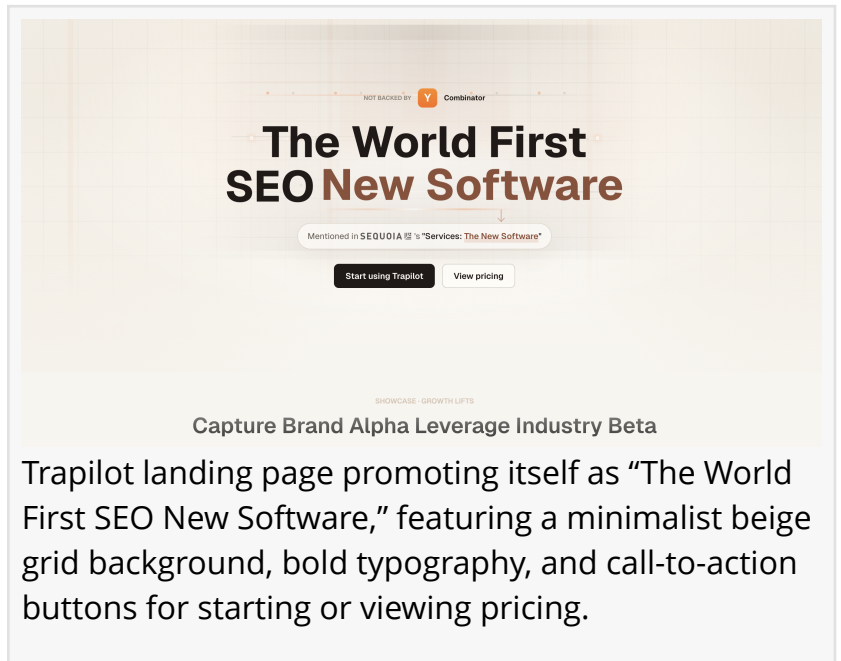 NOT BACKED BY Y Combinator
The World First
SEO New Software
Mentioned in SEQUOIA 's "Services: The New Software"
Start using Trapilot View pricing
SHOWCASE · GROWTH LIFTS
Capture Brand Alpha Leverage Industry Beta
Trapilot landing page promoting itself as “The World
First SEO New Software,” featuring a minimalist beige
grid background, bold typography, and call-to-action
buttons for starting or viewing pricing.